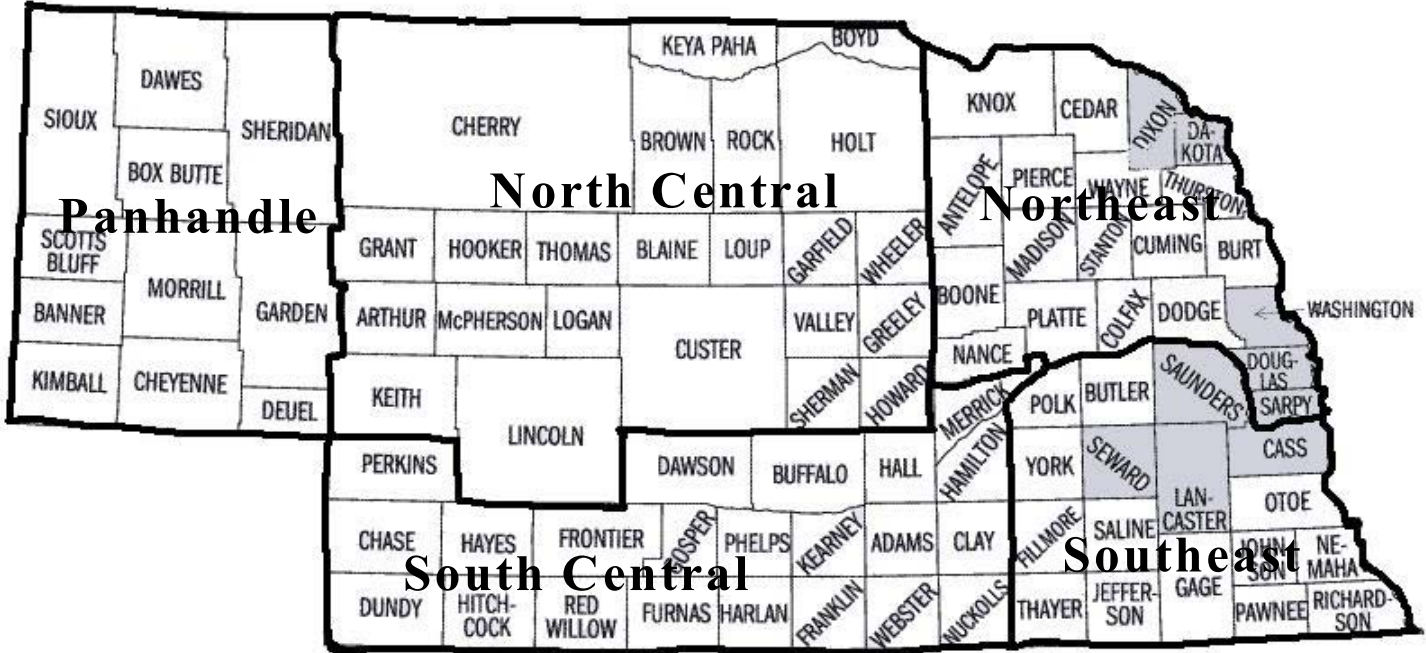 SIOUX
DAWES
SHERIDAN
BOX BUTTE
Panhandle
SCOTTS
BLUFF
MORRILL
BANNER
GARDEN
KIMBALL
CHEYENNE
DEUEL
CHERRY
KEYA PAHA
BOYD
BROWN
ROCK
HOLT
North Central
GRANT
HOOKER
THOMAS
BLAINE
LOUP
GARFIELD
WHEELER
ARTHUR
McPHERSON
LOGAN
CUSTER
VALLEY
GREELEY
KEITH
LINCOLN
SHERMAN
HOWARD
KNOX
CEDAR
DIXON
DA-
KOTA
ANTELOPE
PIERCE
WAYNE
THURSTON
Northeast
MADISON
STANTON
CUMING
BURT
BOONE
PLATTE
COLFAX
DODGE
WASHINGTON
NANCE
DOUG-
LAS
SARPY
PERKINS
DAWSON
BUFFALO
HALL
MERRICK
HAMILTON
CHASE
HAYES
FRONTIER
GOSPER
PHELPS
KEARNEY
ADAMS
CLAY
South Central
DUNDY
HITCH-
COCK
RED
WILLOW
FURNAS
HARLAN
FRANKLIN
WEBSTER
NUCKOLLS
POLK
BUTLER
SAUNDERS
YORK
SEWARD
LAN-
CASTER
CASS
OTOE
FILLMORE
SALINE
Southeast
JOHN-
SON
NE-
MAHA
THAYER
JEFFER-
SON
GAGE
PAWNEE
RICHARD-
SON